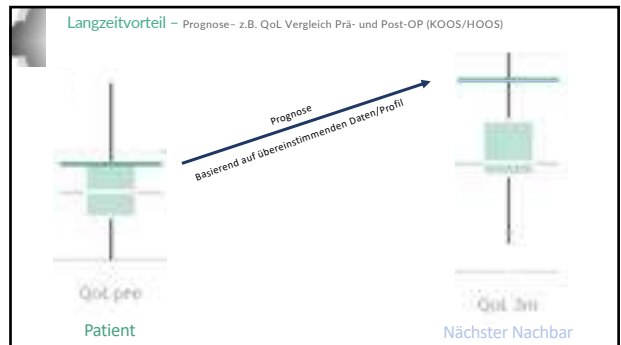 Langzeitvorteil – Prognose– z.B. QoL Vergleich Prä- und Post-OP (KOOS/HOOS)
Prognose
Basierend auf übereinstimmenden Daten/Profil
QoL pre
QoL 3m
Patient
Nächster Nachbar